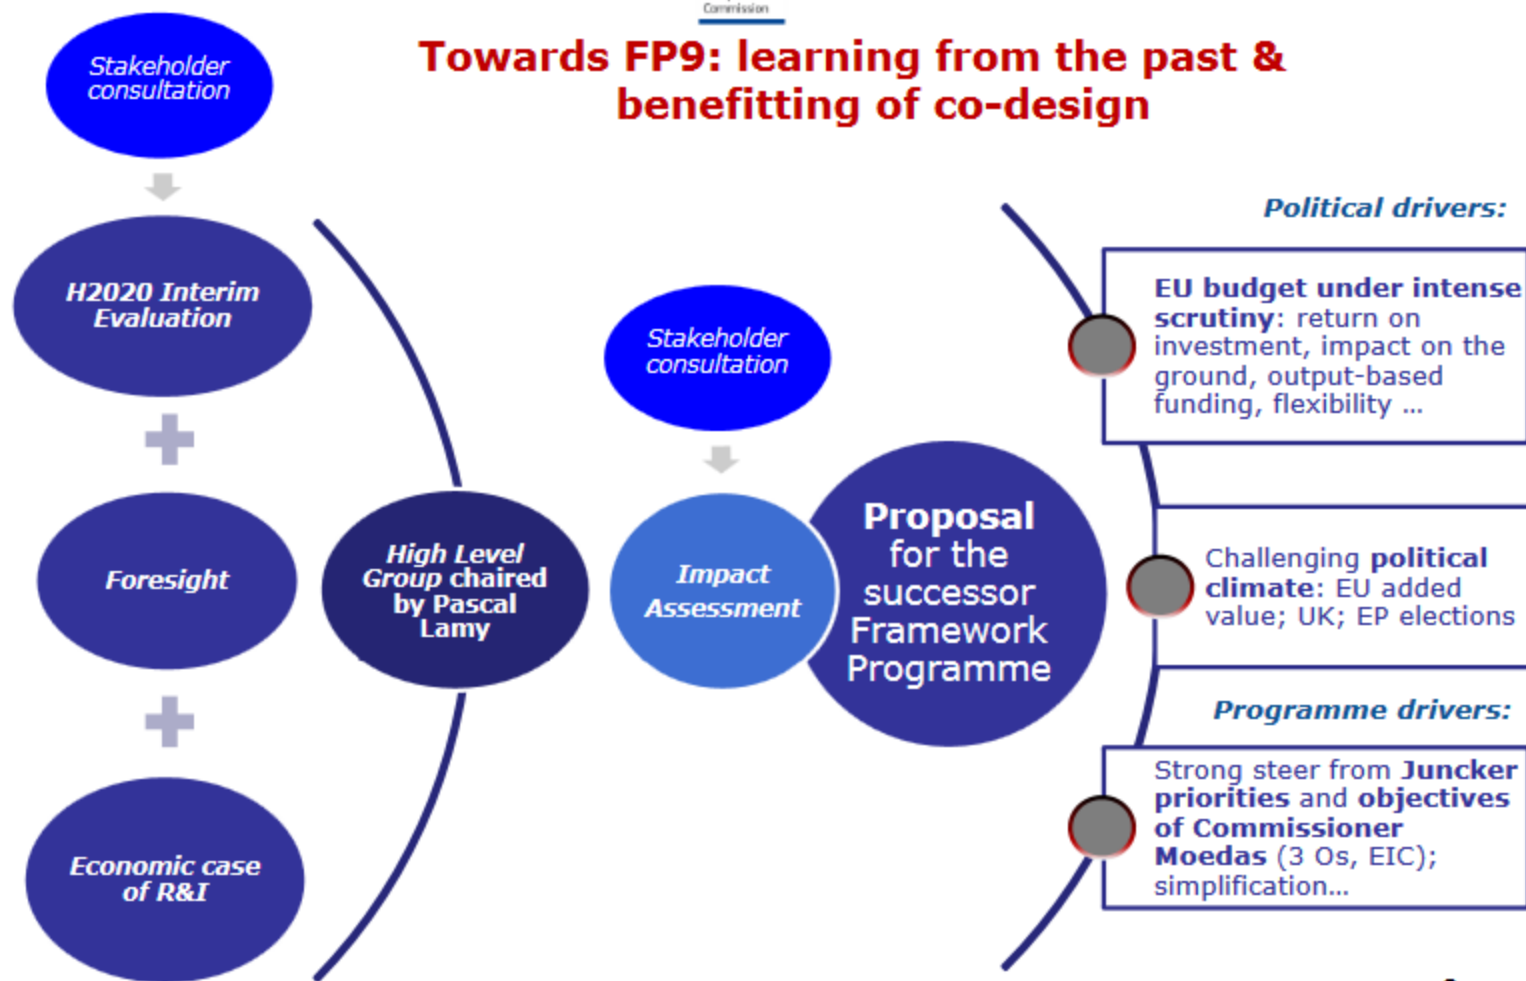 Commission
Towards FP9: learning from the past &
benefitting of co-design
Stakeholder
consultation
H2020 Interim
Evaluation
Foresight
Economic case
of R&I
High Level
Group chaired
by Pascal
Lamy
Stakeholder
consultation
Impact
Assessment
Proposal
for the
successor
Framework
Programme
Political drivers:
EU budget under intense
scrutiny: return on
investment, impact on the
ground, output-based
funding, flexibility ...
Challenging political
climate: EU added
value; UK; EP elections
Programme drivers:
Strong steer from Juncker
priorities and objectives
of Commissioner
Moedas (3 Os, EIC);
simplification...